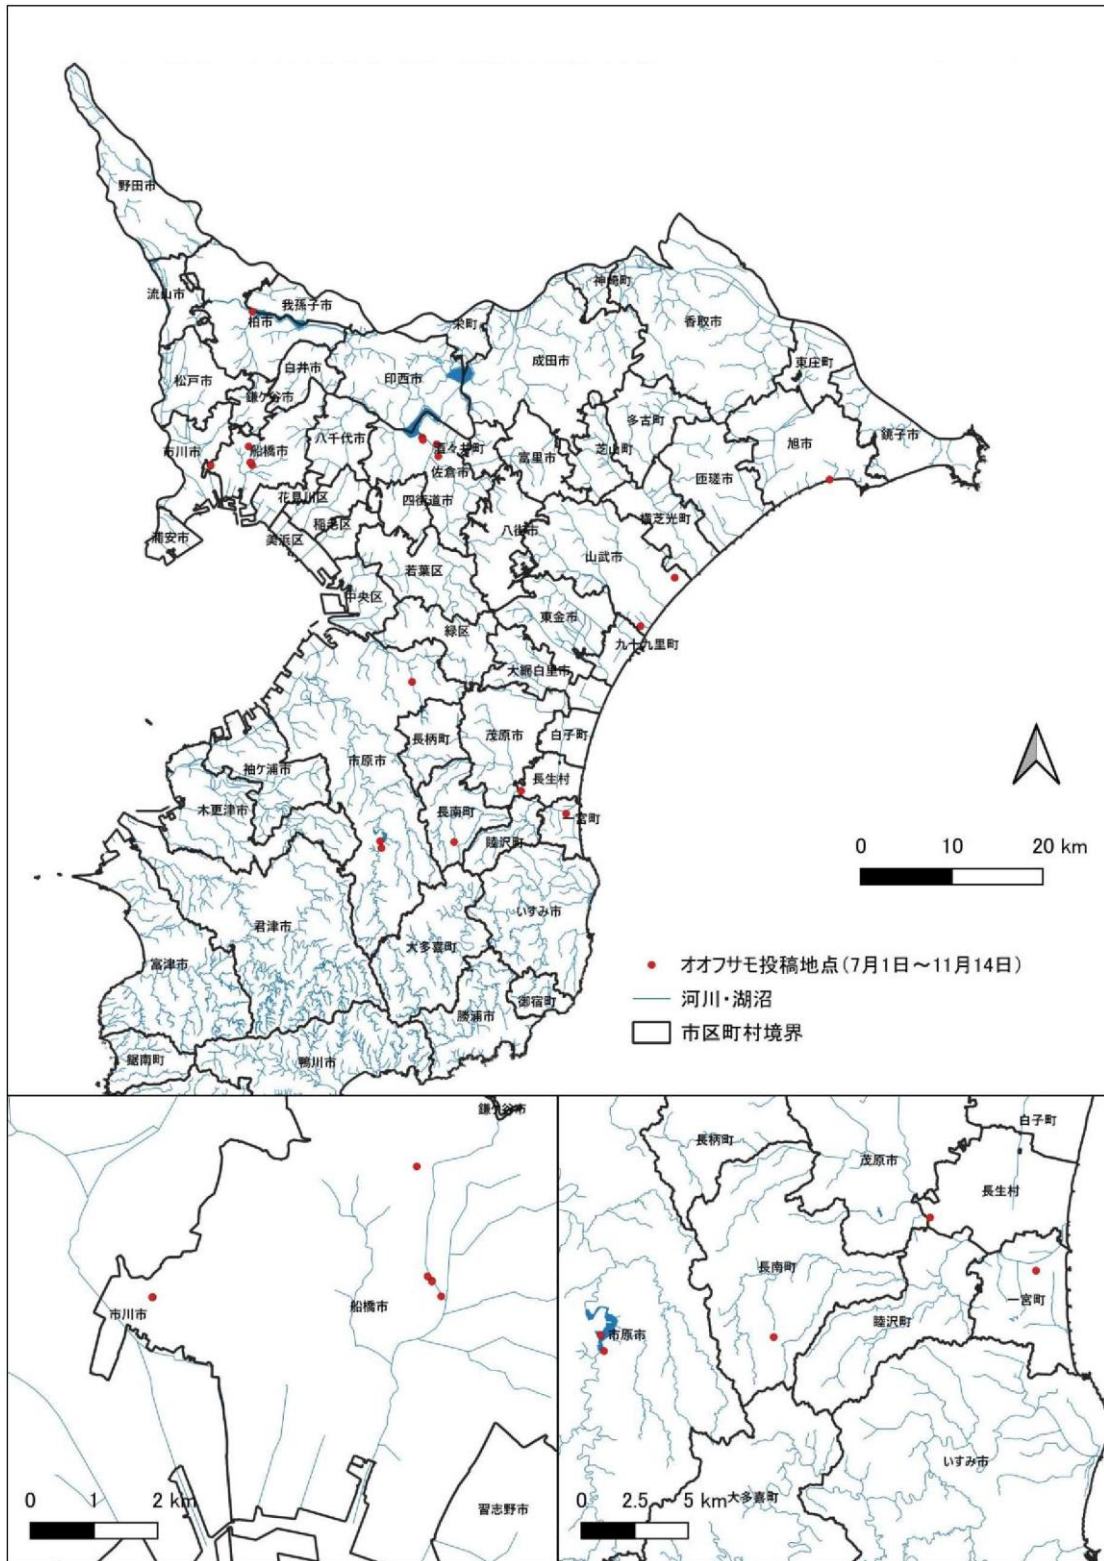 野田市
流山市
我孫子市
柏市
神崎町
栄町
香取市
成田市
東庄町
白井市
印西市
松戸市
鎌ケ谷市
多古町
旭市
銚子市
八千代市
船橋市
市川市
酒々井町
富里市
芝山町
匝瑳市
佐倉市
四街道市
花見川区
横芝光町
稲毛区
八街市
浦安市
美浜区
山武市
若葉区
中央区
東金市
緑区
九十九里町
大網白里市
長柄町
茂原市
白子町
市原市
袖ケ浦市
長生村
木更津市
長南町
一宮町
睦沢町
いすみ市
君津市
大多喜町
富津市
御宿町
勝浦市
鋸南町
鴨川市
0 10 20 km
オオフサモ投稿地点(7月1日～11月14日)
河川・湖沼
市区町村境界
鎌ケ谷市
市川市
船橋市
習志野市
0 1 2 km
白子町
長柄町
茂原市
長生村
長南町
一宮町
睦沢町
市原市
いすみ市
大多喜町
0 2.5 5 km